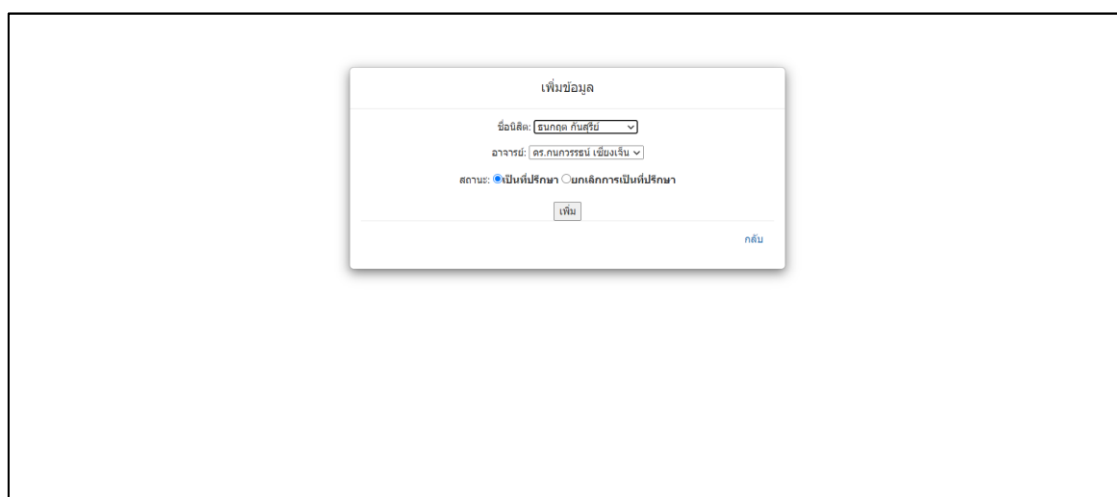 เพิ่มข้อมูล
ชื่อนิสิต: ธนกฤต กันสุรีย์
อาจารย์: ดร.กนกวรรธน์ เซี่ยงเจ็น
สถานะ: เป็นที่ปรึกษา ยกเลิกการเป็นที่ปรึกษา
เพิ่ม
กลับ